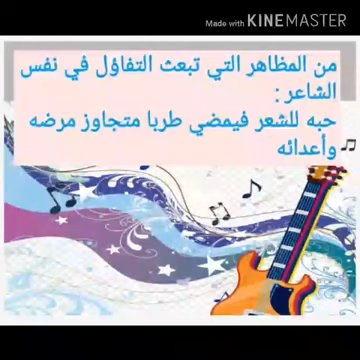 Made with KINEMASTER
من المظاهر التي تبعث التفاؤل في نفس
الشاعر :
حبه للشعر فيمضي طربا متجاوز مرضه
وأعدائه